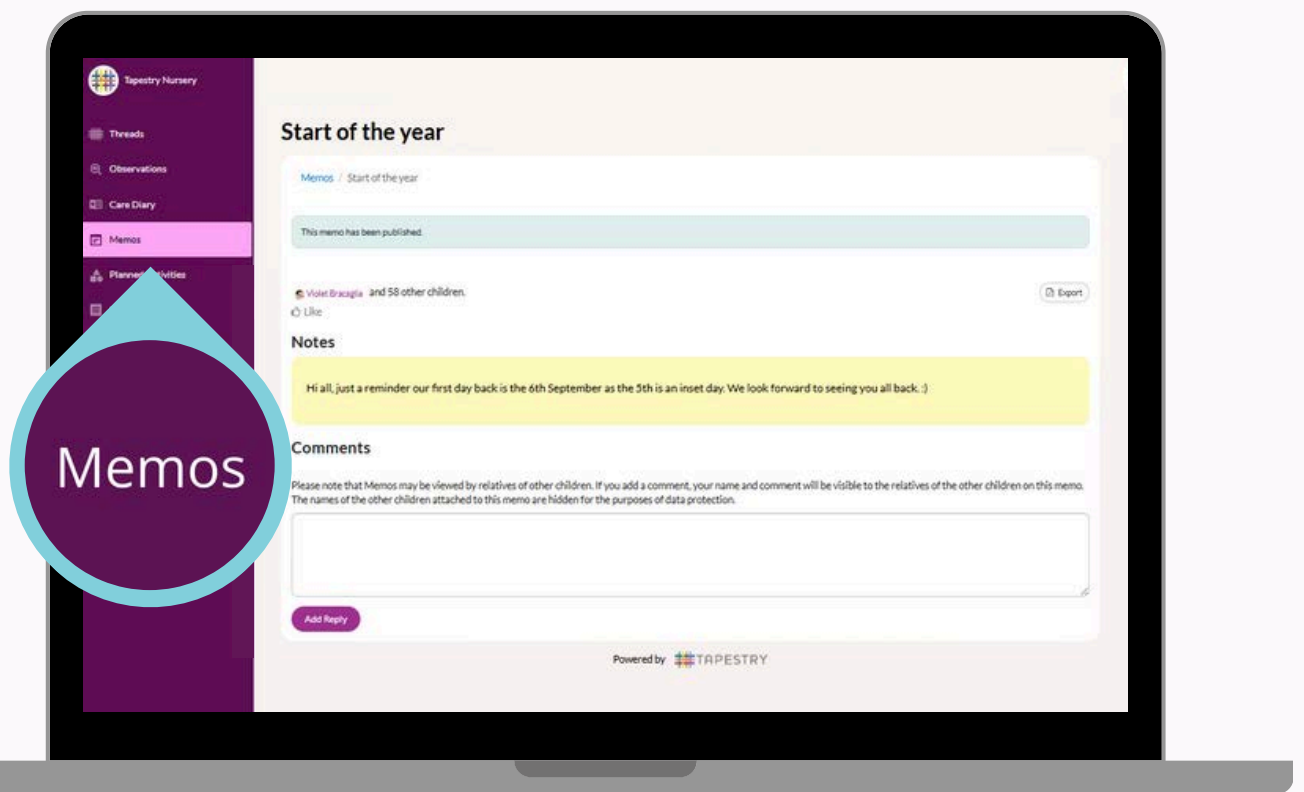 Tapestry Nursery
Threads
Observations
Care Diary
Memos
Planned
Memos
Start of the year
Memos / Start of the year
This memo has been published.
Violet Bracaglia and 58 other children.
Export
Like
Notes
Hi all, just a reminder our first day back is the 6th September as the 5th is an inset day. We look forward to seeing you all back. :)
Comments
Please note that Memos may be viewed by relatives of other children. If you add a comment, your name and comment will be visible to the relatives of the other children on this memo.
The names of the other children attached to this memo are hidden for the purposes of data protection.
Add Reply
Powered by TAPESTRY